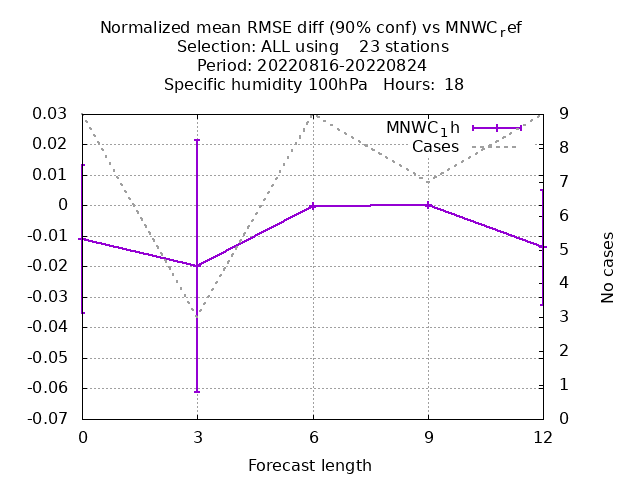 Normalized mean RMSE diff (90% conf) vs MNWCref
Selection: ALL using    23 stations
Period: 20220816-20220824
Specific humidity 100hPa   Hours:  18
MNWC1h
Cases
0.03
0.02
0.01
0
-0.01
-0.02
-0.03
-0.04
-0.05
-0.06
-0.07
9
8
7
6
5
4
3
2
1
0
No cases
0 3 6 9 12
Forecast length